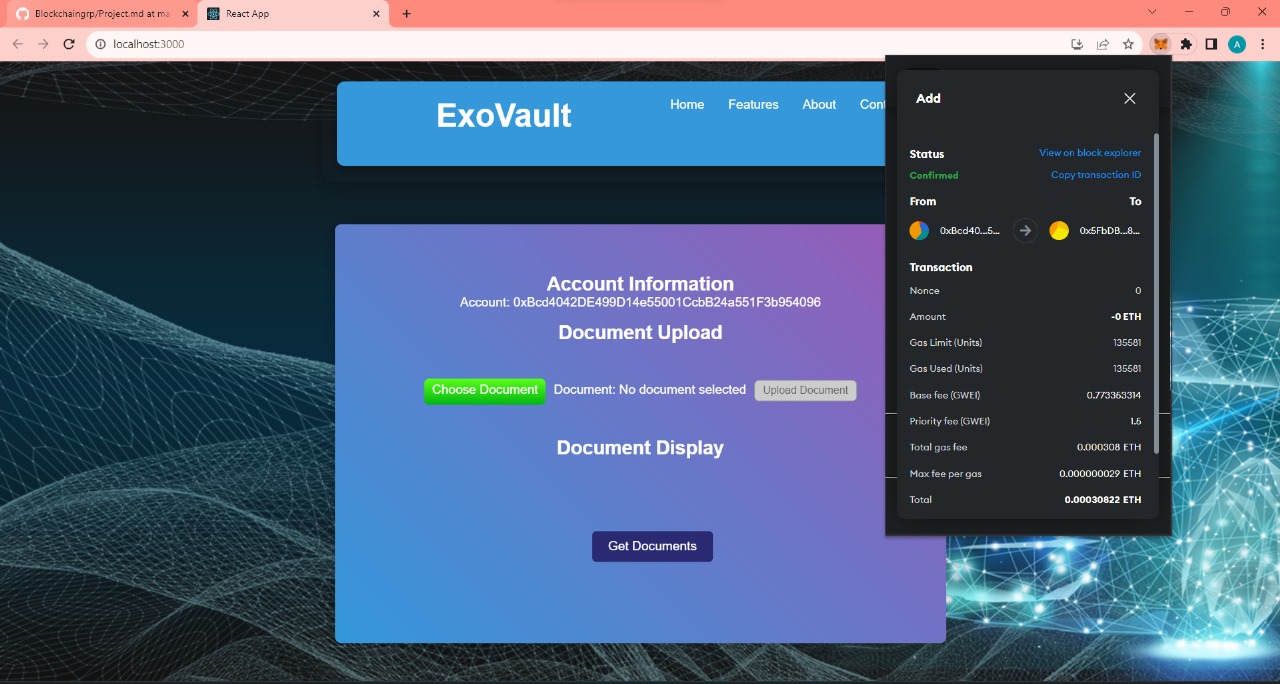 Blockchaingrp/Project.md at ma
React App
localhost:3000
A
ExoVault
Home Features About Cont
Account Information
Account: 0xBcd4042DE499D14e55001CcbB24a551F3b954096
Document Upload
Choose Document Document: No document selected Upload Document
Document Display
Get Documents
Add
Status View on block explorer
Confirmed Copy transaction ID
From To
0xBcd40...5... 0x5FbDB...8...
Transaction
Nonce 0
Amount -0 ETH
Gas Limit (Units) 135581
Gas Used (Units) 135581
Base fee (GWEI) 0.773353314
Priority fee (GWEI) 1.5
Total gas fee 0.000308 ETH
Max fee per gas 0.000000029 ETH
Total 0.00030822 ETH